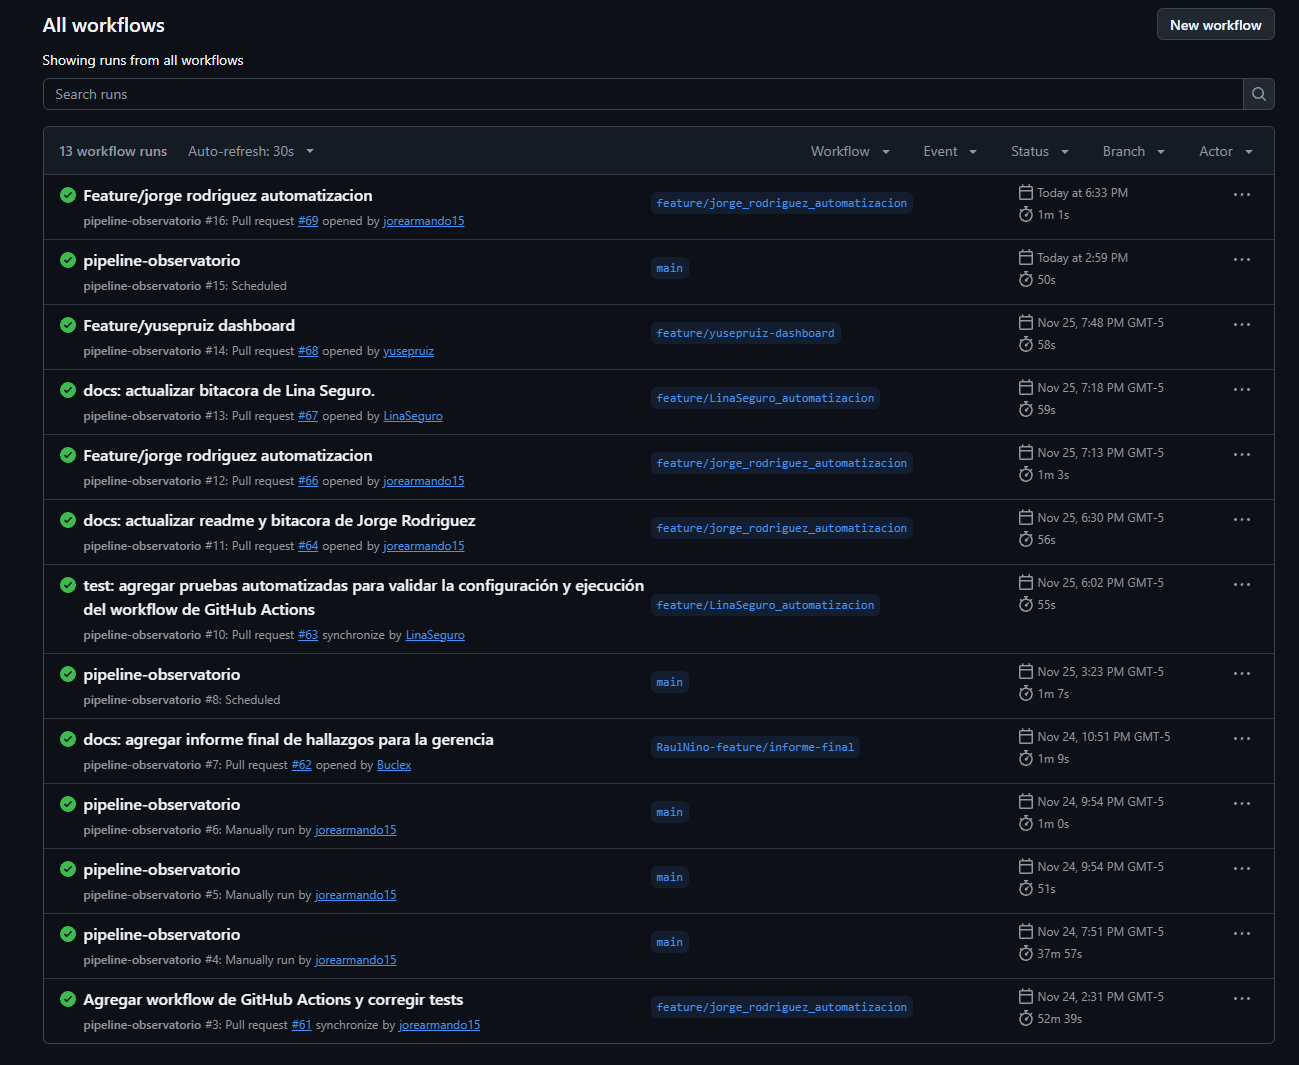 All workflows
New workflow
Showing runs from all workflows
Search runs
13 workflow runs Auto-refresh: 30s Workflow Event Status Branch Actor
Feature/jorge rodriguez automatizacion
pipeline-observatorio #16: Pull request #69 opened by jorearmando15
feature/jorge_rodriguez_automatizacion
Today at 6:33 PM
1m 1s
pipeline-observatorio
pipeline-observatorio #15: Scheduled
main
Today at 2:59 PM
50s
Feature/yusepruiz dashboard
pipeline-observatorio #14: Pull request #68 opened by yusepruiz
feature/yusepruiz-dashboard
Nov 25, 7:48 PM GMT-5
58s
docs: actualizar bitacora de Lina Seguro.
pipeline-observatorio #13: Pull request #67 opened by LinaSeguro
feature/LinaSeguro_automatizacion
Nov 25, 7:18 PM GMT-5
59s
Feature/jorge rodriguez automatizacion
pipeline-observatorio #12: Pull request #66 opened by jorearmando15
feature/jorge_rodriguez_automatizacion
Nov 25, 7:13 PM GMT-5
1m 3s
docs: actualizar readme y bitacora de Jorge Rodriguez
pipeline-observatorio #11: Pull request #64 opened by jorearmando15
feature/jorge_rodriguez_automatizacion
Nov 25, 6:30 PM GMT-5
56s
test: agregar pruebas automatizadas para validar la configuración y ejecución
del workflow de GitHub Actions
pipeline-observatorio #10: Pull request #63 synchronize by LinaSeguro
feature/LinaSeguro_automatizacion
Nov 25, 6:02 PM GMT-5
55s
pipeline-observatorio
pipeline-observatorio #8: Scheduled
main
Nov 25, 3:23 PM GMT-5
1m 7s
docs: agregar informe final de hallazgos para la gerencia
pipeline-observatorio #7: Pull request #62 opened by Buclex
RaulNino-feature/informe-final
Nov 24, 10:51 PM GMT-5
1m 9s
pipeline-observatorio
pipeline-observatorio #6: Manually run by jorearmando15
main
Nov 24, 9:54 PM GMT-5
1m 0s
pipeline-observatorio
pipeline-observatorio #5: Manually run by jorearmando15
main
Nov 24, 9:54 PM GMT-5
51s
pipeline-observatorio
pipeline-observatorio #4: Manually run by jorearmando15
main
Nov 24, 7:51 PM GMT-5
37m 57s
Agregar workflow de GitHub Actions y corregir tests
pipeline-observatorio #3: Pull request #61 synchronize by jorearmando15
feature/jorge_rodriguez_automatizacion
Nov 24, 2:31 PM GMT-5
52m 39s